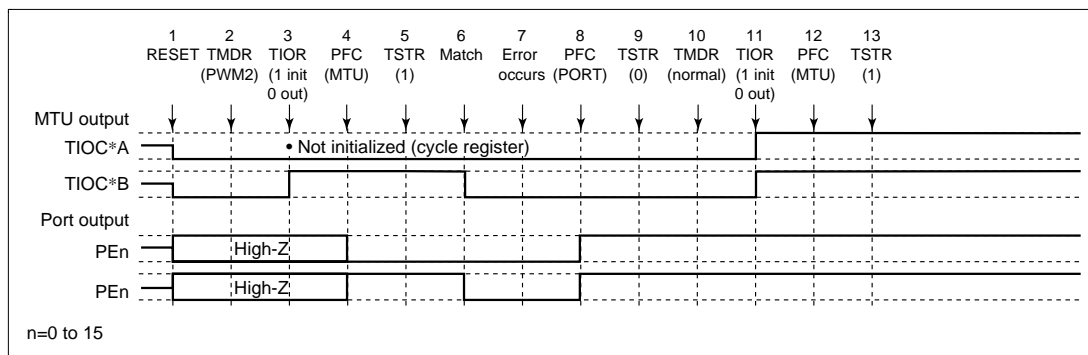 1 2 3 4 5 6 7 8 9 10 11 12 13
RESET TMDR TIOR PFC TSTR Match Error PFC TSTR TMDR TIOR PFC TSTR
(PWM2) (1 init (MTU) (1) occurs (PORT) (0) (normal) (1 init (MTU) (1)
0 out) 0 out)
MTU output
TIOC*A • Not initialized (cycle register)
TIOC*B
Port output
PEn High-Z
PEn High-Z
n=0 to 15